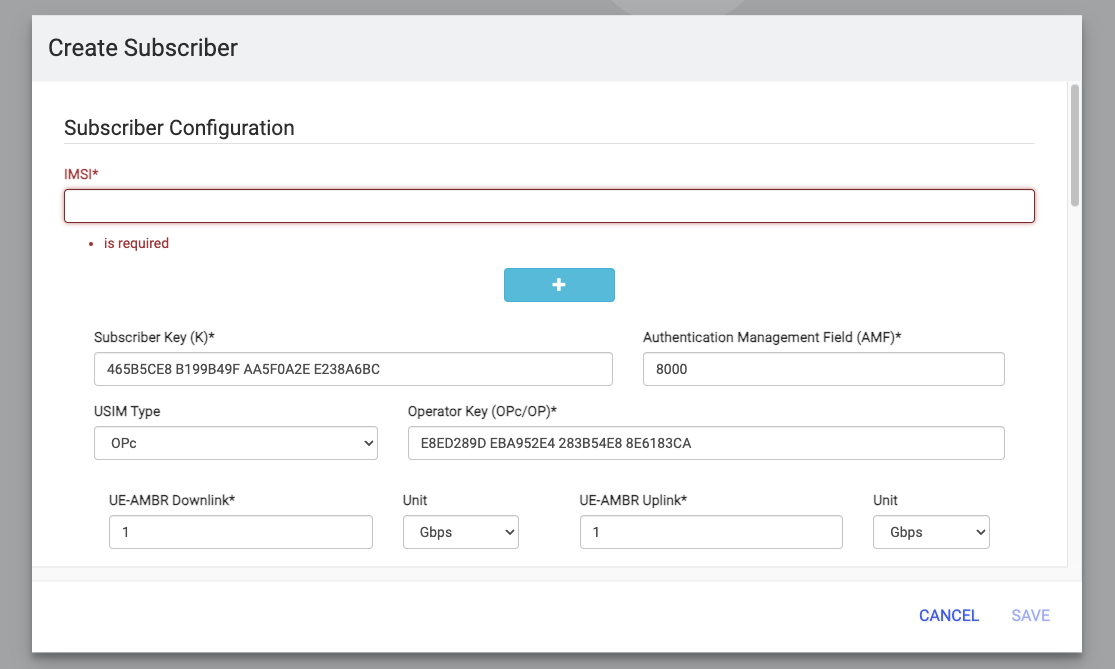 Create Subscriber
Subscriber Configuration
IMSI*
is required
+
Subscriber Key (K)* Authentication Management Field (AMF)*
465B5CE8 B199B49F AA5F0A2E E238A6BC 8000
USIM Type Operator Key (OPc/OP)*
OPc E8ED289D EBA952E4 283B54E8 8E6183CA
UE-AMBR Downlink* Unit UE-AMBR Uplink* Unit
1 Gbps 1 Gbps
CANCEL SAVE